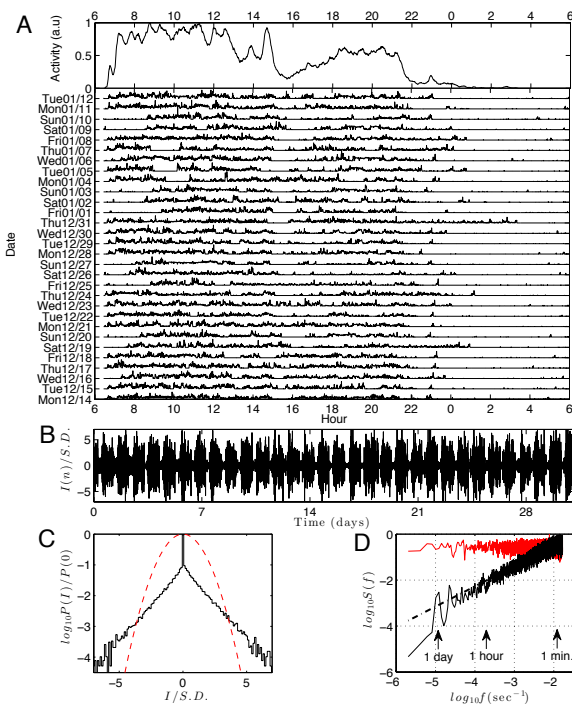 A
6 8 10 12 14 16 18 20 22 0 2 4 6
Activity (a.u)
1
0.5
0
Date
Tue01/12
Mon01/11
Sun01/10
Sat01/09
Fri01/08
Thu01/07
Wed01/06
Tue01/05
Mon01/04
Sun01/03
Sat01/02
Fri01/01
Thu12/31
Wed12/30
Tue12/29
Mon12/28
Sun12/27
Sat12/26
Fri12/25
Thu12/24
Wed12/23
Tue12/22
Mon12/21
Sun12/20
Sat12/19
Fri12/18
Thu12/17
Wed12/16
Tue12/15
Mon12/14
6 8 10 12 14 16 18 20 22 0 2 4 6
Hour
B
I(n)/S.D.
5
0
−5
0 7 14 21 28
Time (days)
C
log₁₀P(I)/P(0)
0
−1
−2
−3
−4
−5 0 5
I/S.D.
D
log₁₀S(f)
0
−2
−4
−6
1 day 1 hour 1 min.
−6 −5 −4 −3 −2 −1
log₁₀f(sec⁻¹)